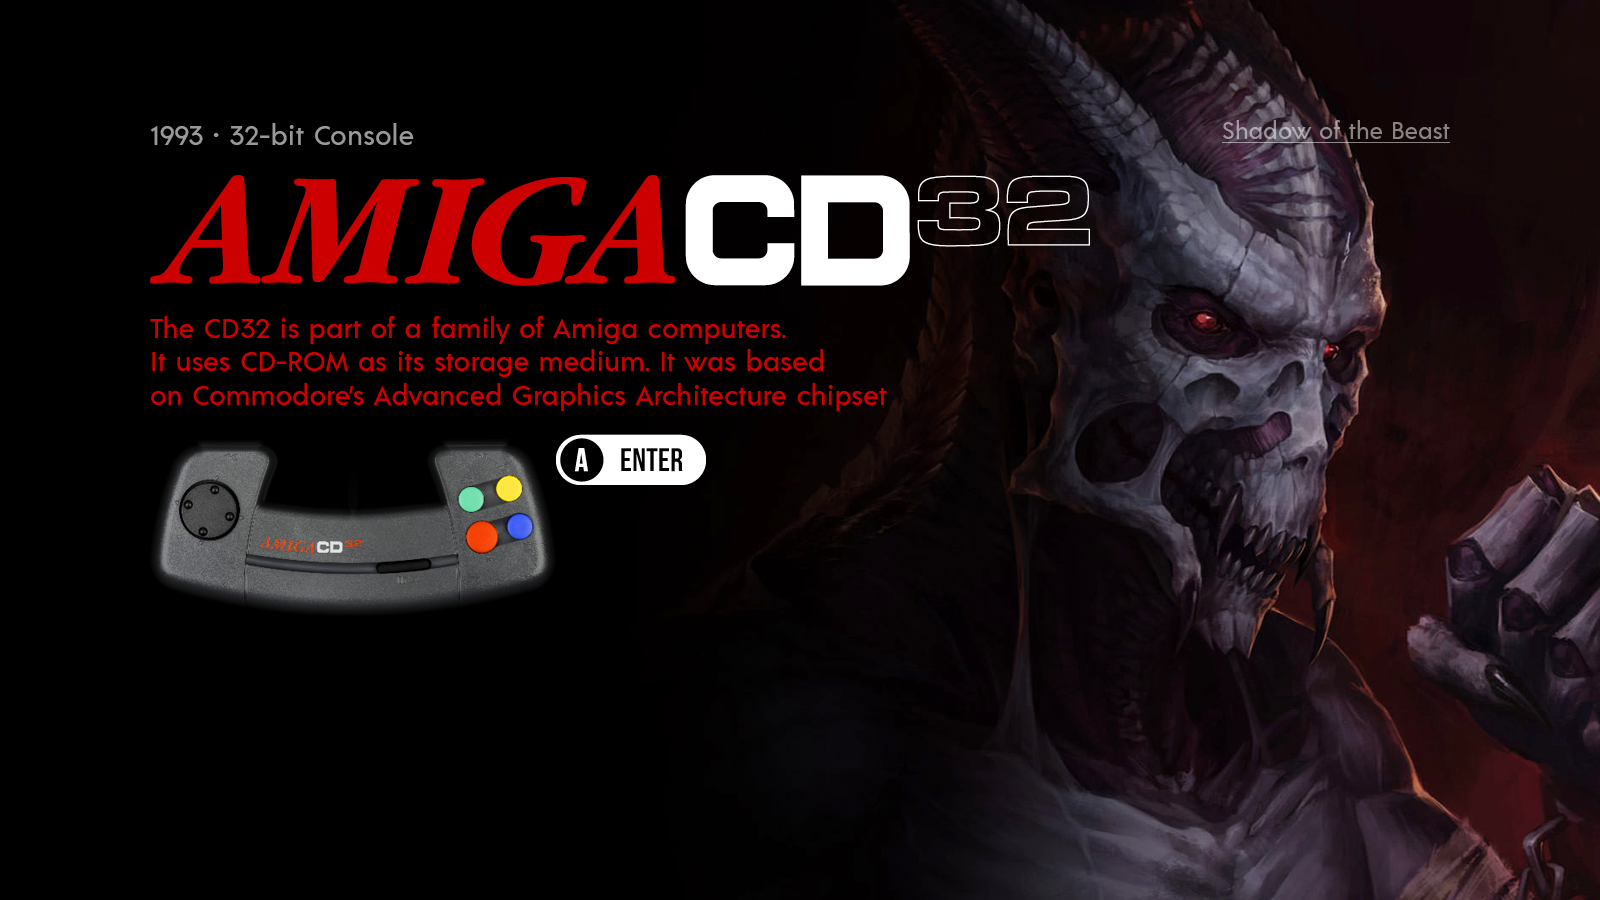 1993 · 32-bit Console
Shadow of the Beast
AMIGA CD32
The CD32 is part of a family of Amiga computers.
It uses CD-ROM as its storage medium. It was based
on Commodore's Advanced Graphics Architecture chipset
A ENTER
AMIGA CD32